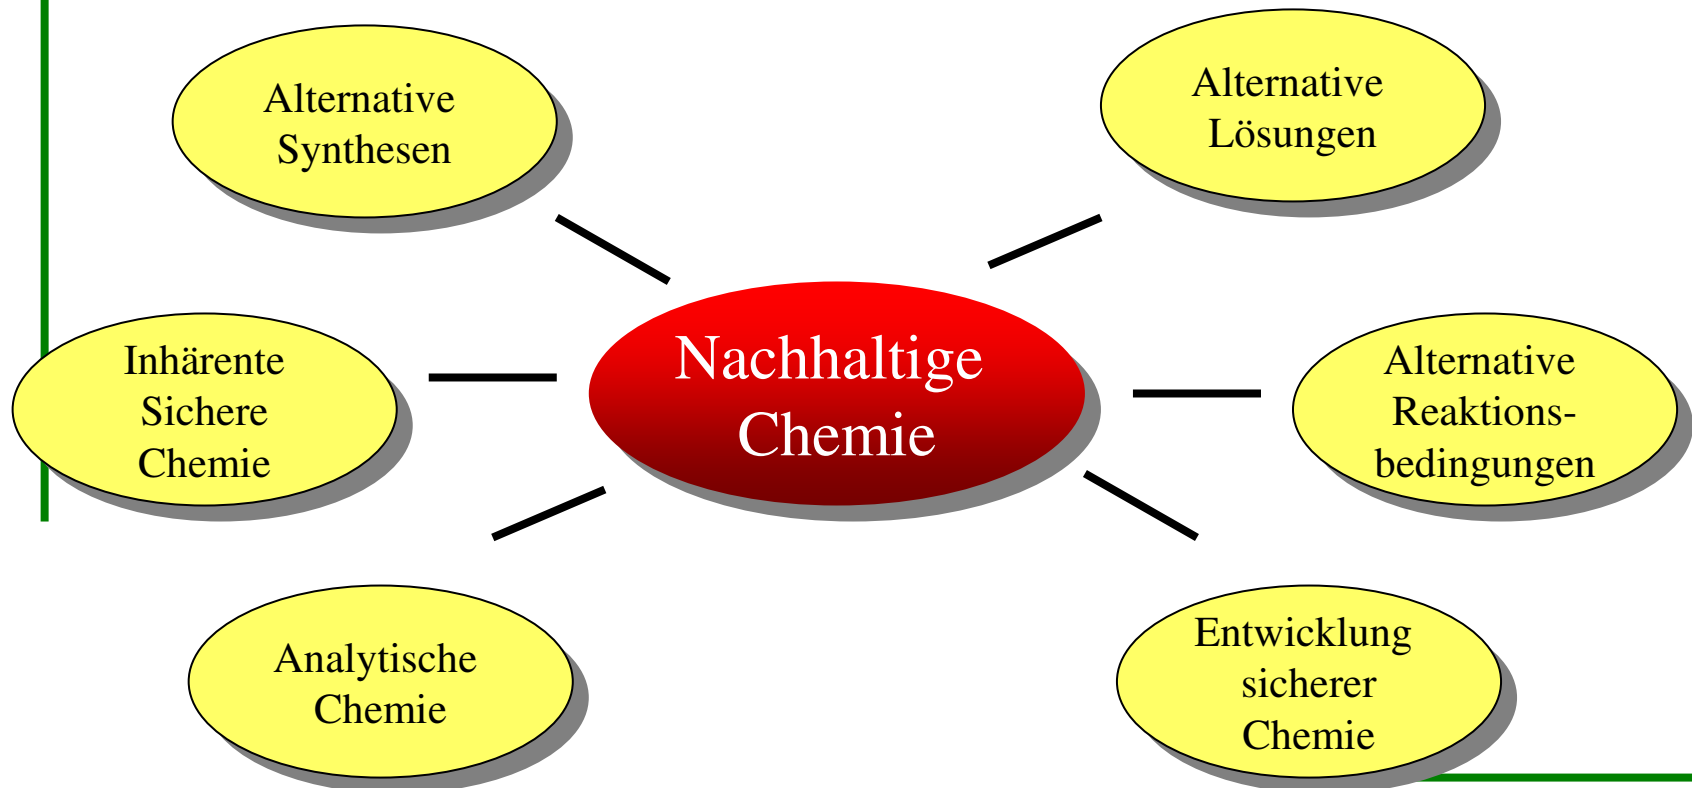 Alternative
Synthesen
Alternative
Lösungen
Inhärente
Sichere
Chemie
Nachhaltige
Chemie
Alternative
Reaktions-
bedingungen
Analytische
Chemie
Entwicklung
sicherer
Chemie